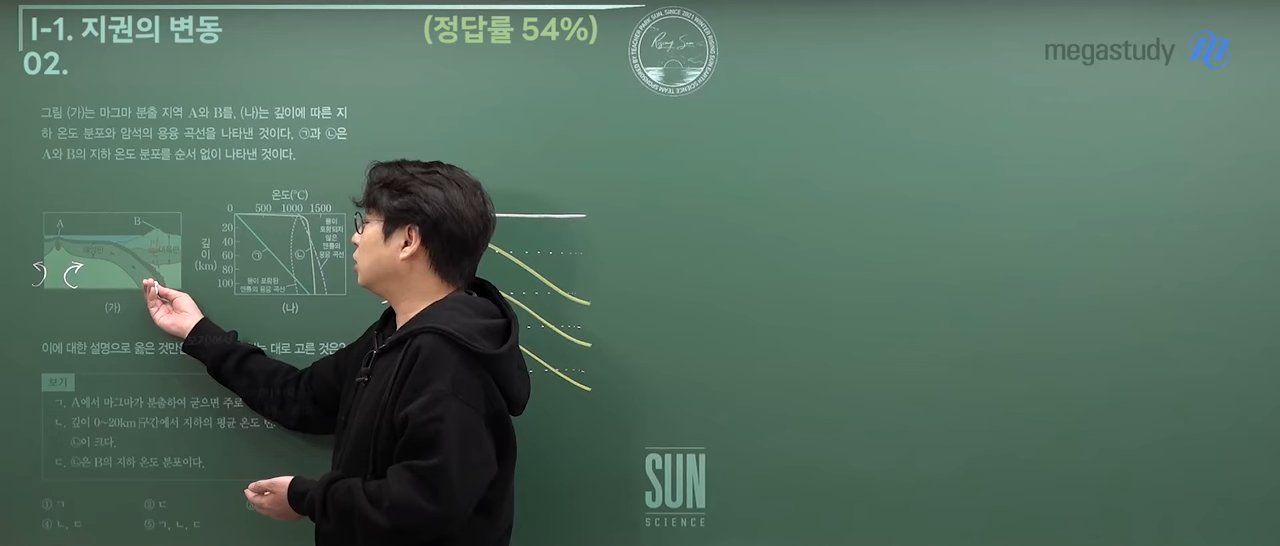 I-1. 지권의 변동
(정답률 54%)
02.
megastudy
Rising Sun
그림 (가)는 마그마 분출 지역 A와 B를, (나)는 깊이에 따른 지
하 온도 분포와 암석의 용융 곡선을 나타낸 것이다. ㉠과 ㉡은
A와 B의 지하 온도 분포를 순서 없이 나타낸 것이다.
온도(℃)
0 500 1000 1500
A
B
20
40
60
80
100
깊이
(km)
㉠
㉡
물이
포함되지
않은
맨틀의
용융 곡선
물이 포함된
맨틀의 용융 곡선
(가)
(나)
이에 대한 설명으로 옳은 것만
대로 고른 것은?
보기
ㄱ. A에서 마그마가 분출하여 굳으면 주로
ㄴ. 깊이 0~20km 구간에서 지하의 평균 온도
㉡이 크다.
ㄷ. ㉡은 B의 지하 온도 분포이다.
① ㄱ
② ㄷ
④ ㄴ, ㄷ
⑤ ㄱ, ㄴ, ㄷ
SUN
SCIENCE